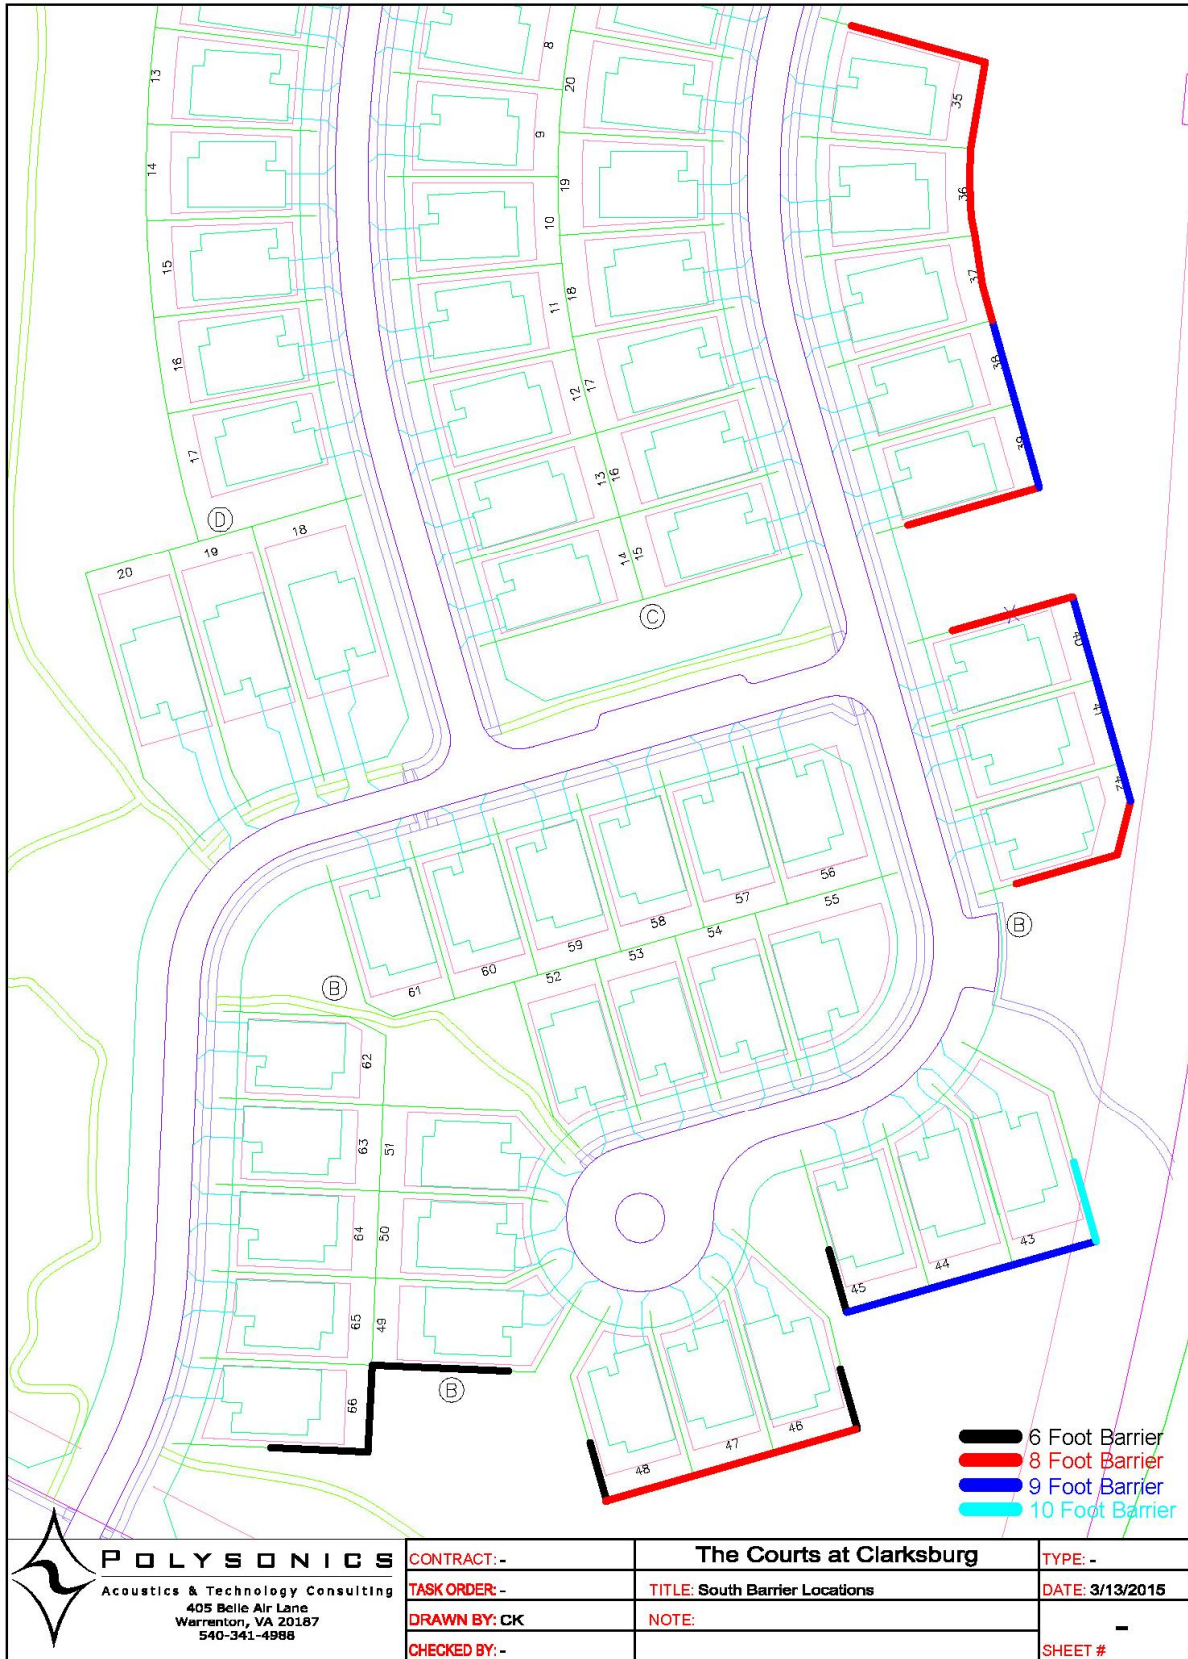 8
13
20
35
9
14
19
36
10
15
37
11
18
16
38
12
17
39
17
13
16
D
18
19
14
15
20
C
40
41
42
56
55
57
58
54
59
53
B
60
52
61
B
62
63
51
64
50
43
44
45
65
49
66
B
46
47
48
6 Foot Barrier
8 Foot Barrier
9 Foot Barrier
10 Foot Barrier
POLYSONICS
Acoustics & Technology Consulting
405 Belle Air Lane
Warrenton, VA 20187
540-341-4988
CONTRACT: -
The Courts at Clarksburg
TYPE: -
TASK ORDER: -
TITLE: South Barrier Locations
DATE: 3/13/2015
DRAWN BY: CK
NOTE:
CHECKED BY: -
SHEET # -